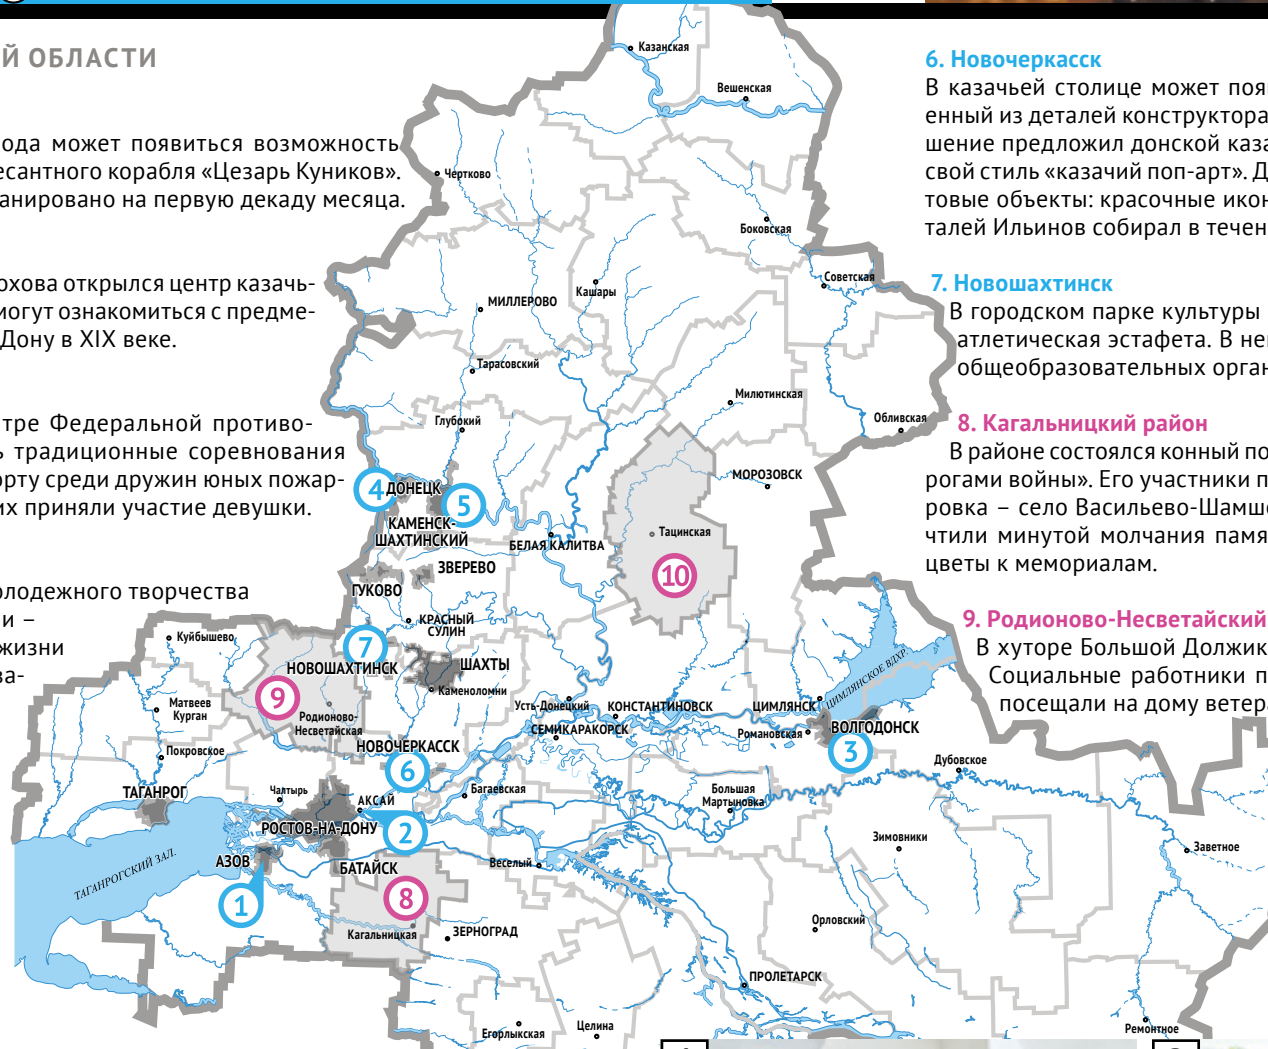 Й ОБЛАСТИ
ода может появиться возможность
есантного корабля «Цезарь Куников».
анировано на первую декаду месяца.
охова открылся центр казачь-
могут ознакомиться с предме-
Дону в XIX веке.
тре Федеральной противо-
ь традиционные соревнования
орту среди дружин юных пожар-
их приняли участие девушки.
олодежного творчества
и –
жизни
ва-
6. Новочеркасск
В казачьей столице может появ
енный из деталей конструктора
шение предложил донской каза
свой стиль «казачий поп-арт». Д
товые объекты: красочные икон
талей Ильинов собирал в течен
7. Новошахтинск
В городском парке культуры
атлетическая эстафета. В не
общеобразовательных орган
8. Кагальницкий район
В районе состоялся конный по
рогами войны». Его участники п
ровка – село Васильево-Шамше
чтили минутой молчания памя
цветы к мемориалам.
9. Родионово-Несветайский
В хуторе Большой Должик
Социальные работники п
посещали на дому ветера
Казанская
Вешенская
Чертково
Боковская
Советская
Кашары
МИЛЛЕРОВО
Тарасовский
Милютинская
Глубокий
Обливская
МОРОЗОВСК
4
ДОНЕЦК
5
КАМЕНСК-
ШАХТИНСКИЙ
Тацинская
БЕЛАЯ КАЛИТВА
10
ЗВЕРЕВО
ГУКОВО
КРАСНЫЙ
СУЛИН
Куйбышево
7
НОВОШАХТИНСК
ШАХТЫ
ЦИМЛЯНСКОЕ ВДХР.
9
Каменоломни
Матвеев
Курган
Родионово-
Несветайская
Усть-Донецкий
КОНСТАНТИНОВСК
ЦИМЛЯНСК
СЕМИКАРАКОРСК
Романовская
ВОЛГОДОНСК
3
Покровское
НОВОЧЕРКАССК
6
Дубовское
ТАГАНРОГ
Чалтырь
АКСАЙ
Багаевская
Большая
Мартыновка
РОСТОВ-НА-ДОНУ
2
Зимовники
Заветное
ТАГАНРОГСКИЙ ЗАЛ.
АЗОВ
БАТАЙСК
Веселый
1
8
Орловский
Кагальницкая
ЗЕРНОГРАД
ПРОЛЕТАРСК
Егорлыкская
Целина
Ремонтное